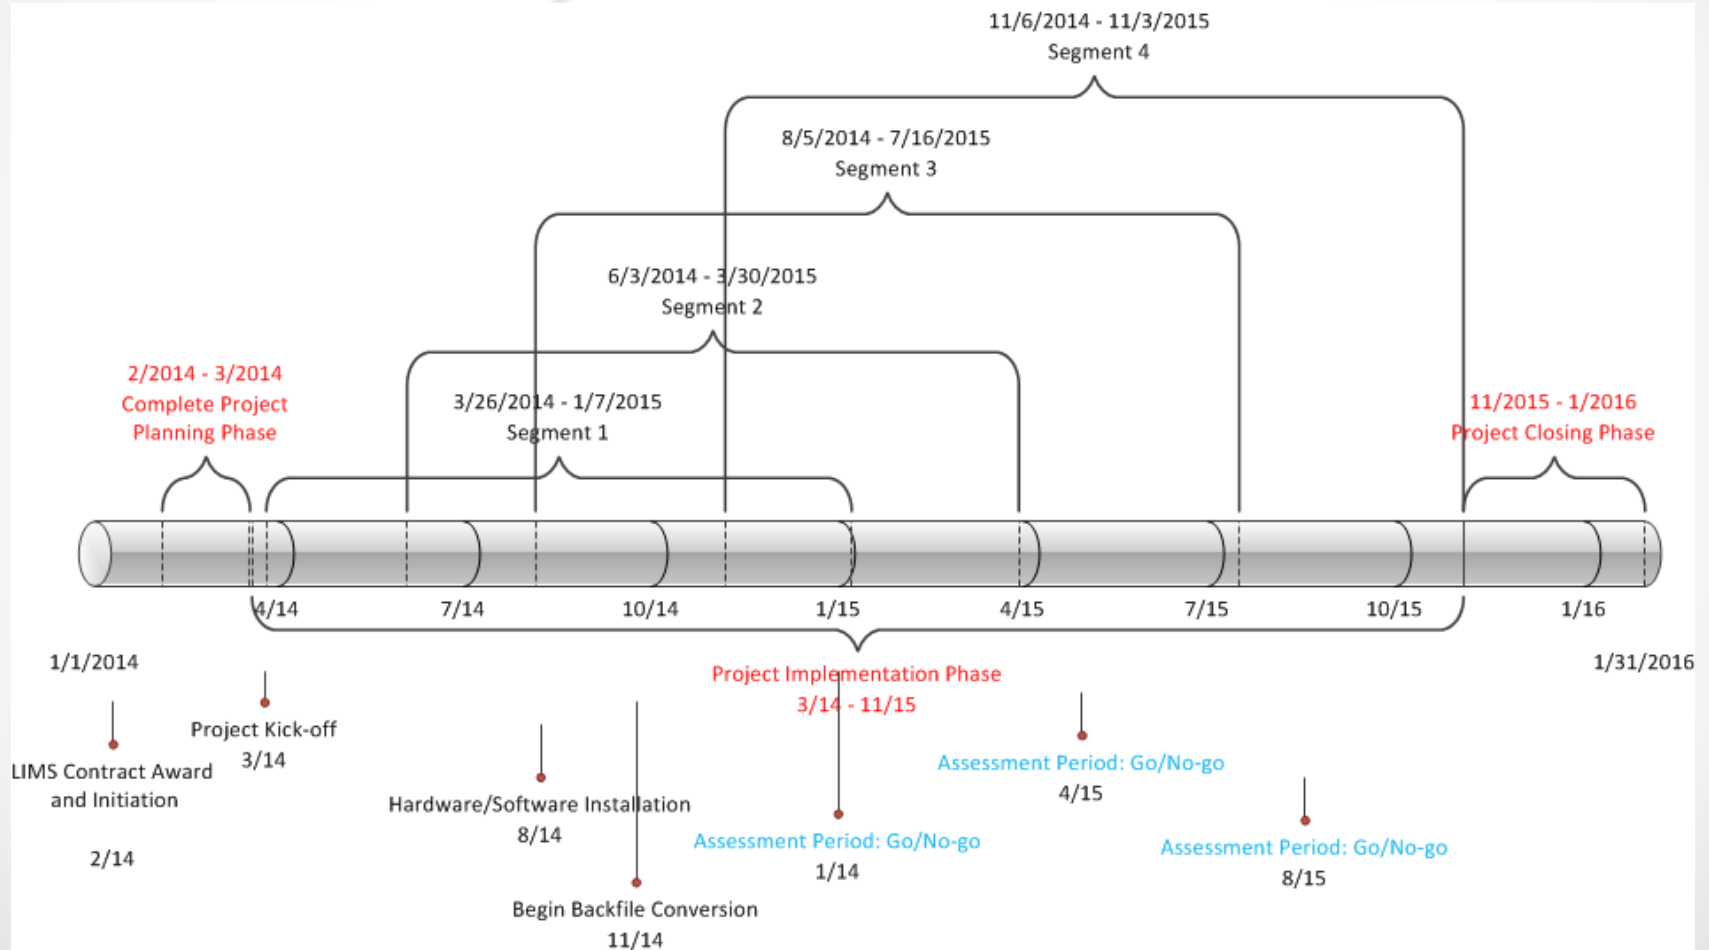 11/6/2014 - 11/3/2015
Segment 4
8/5/2014 - 7/16/2015
Segment 3
6/3/2014 - 3/30/2015
Segment 2
2/2014 - 3/2014
Complete Project
Planning Phase
3/26/2014 - 1/7/2015
Segment 1
11/2015 - 1/2016
Project Closing Phase
4/14
7/14
10/14
1/15
4/15
7/15
10/15
1/16
1/1/2014
1/31/2016
Project Implementation Phase
3/14 - 11/15
Project Kick-off
3/14
LIMS Contract Award
and Initiation
2/14
Hardware/Software Installation
8/14
Begin Backfile Conversion
11/14
Assessment Period: Go/No-go
1/14
Assessment Period: Go/No-go
4/15
Assessment Period: Go/No-go
8/15